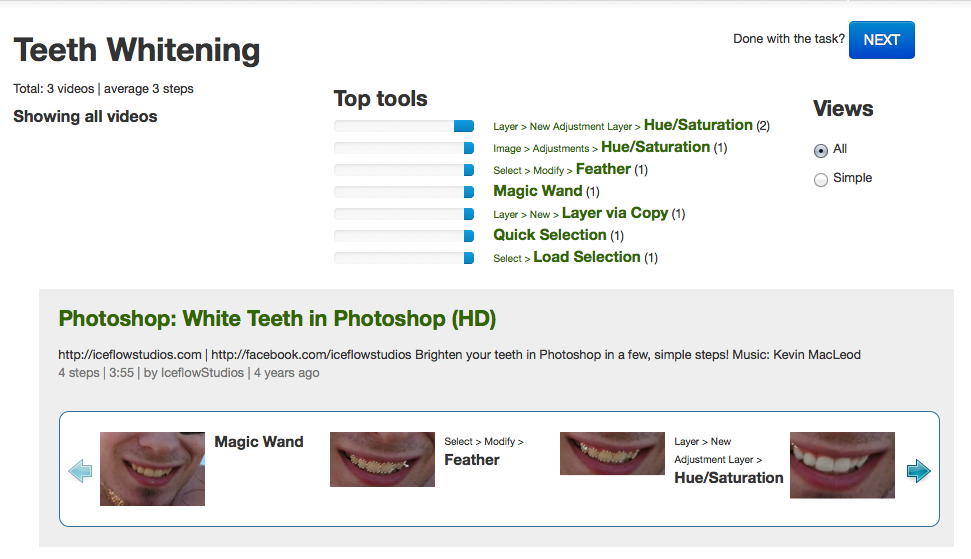 Teeth Whitening
Done with the task? NEXT
Total: 3 videos | average 3 steps
Showing all videos
Top tools
Layer > New Adjustment Layer > Hue/Saturation (2)
Image > Adjustments > Hue/Saturation (1)
Select > Modify > Feather (1)
Magic Wand (1)
Layer > New > Layer via Copy (1)
Quick Selection (1)
Select > Load Selection (1)
Views
All
Simple
Photoshop: White Teeth in Photoshop (HD)
http://iceflowstudios.com | http://facebook.com/iceflowstudios Brighten your teeth in Photoshop in a few, simple steps! Music: Kevin MacLeod
4 steps | 3:55 | by IceflowStudios | 4 years ago
Magic Wand
Select > Modify >
Feather
Layer > New
Adjustment Layer >
Hue/Saturation